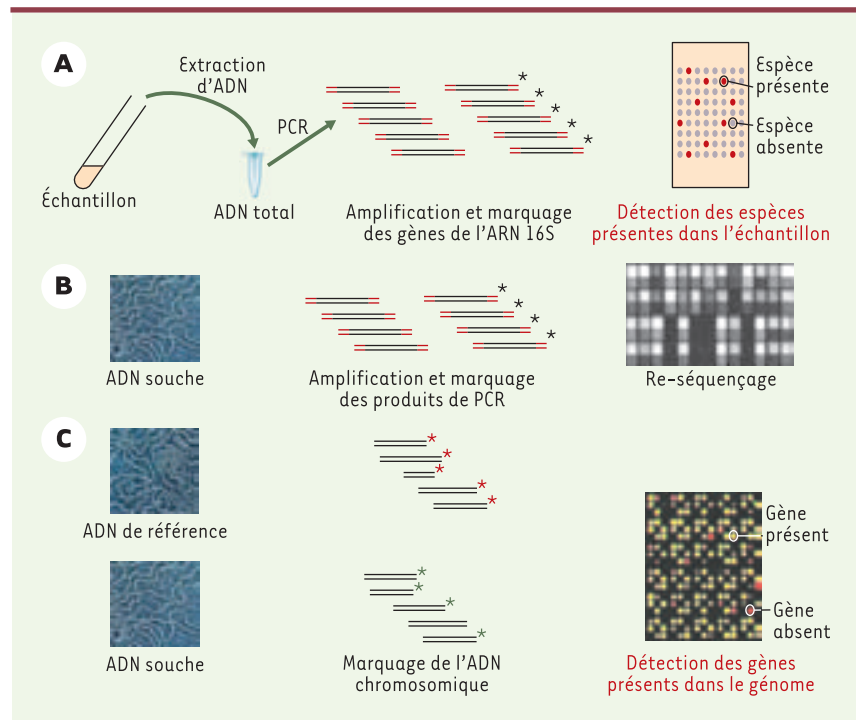 A
Extraction
d'ADN
PCR
Échantillon
ADN total
* * * * *
Amplification et marquage
des gènes de l'ARN 16S
Espèce
présente
Espèce
absente
Détection des espèces
présentes dans l'échantillon
B
ADN souche
* * * *
Amplification et marquage
des produits de PCR
Re-séquençage
C
ADN de référence
* * * * *
ADN souche
* * * *
Marquage de l'ADN
chromosomique
Gène
présent
Gène
absent
Détection des gènes
présents dans le génome